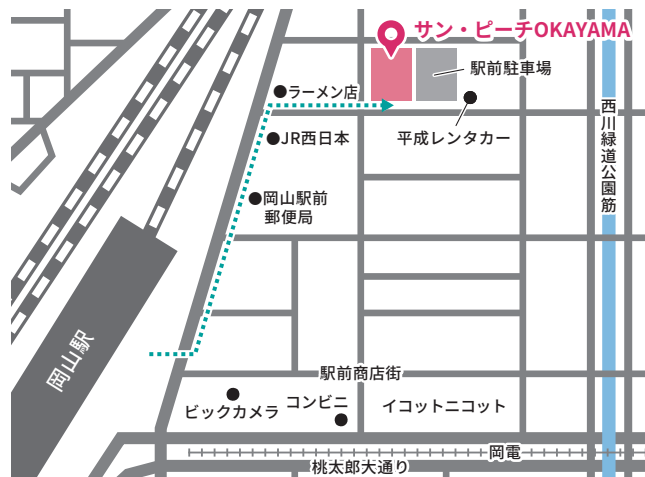 サン・ピーチOKAYAMA
駅前駐車場
ラーメン店
JR西日本
平成レンタカー
西川緑道公園筋
岡山駅前
郵便局
岡山駅
駅前商店街
ビックカメラ
コンビニ
イコットニコット
岡電
桃太郎大通り